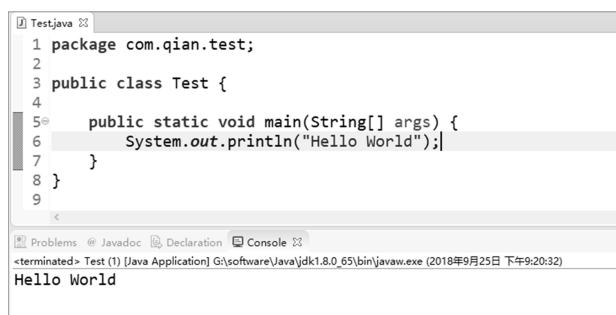 Test.java
1 package com.qian.test;
2
3 public class Test {
4
5 public static void main(String[] args) {
6 System.out.println("Hello World");
7 }
8 }
9
Problems @ Javadoc Declaration Console
<terminated> Test (1) [Java Application] G:\software\Java\jdk1.8.0_65\bin\javaw.exe (2018年9月25日 下午9:20:32)
Hello World